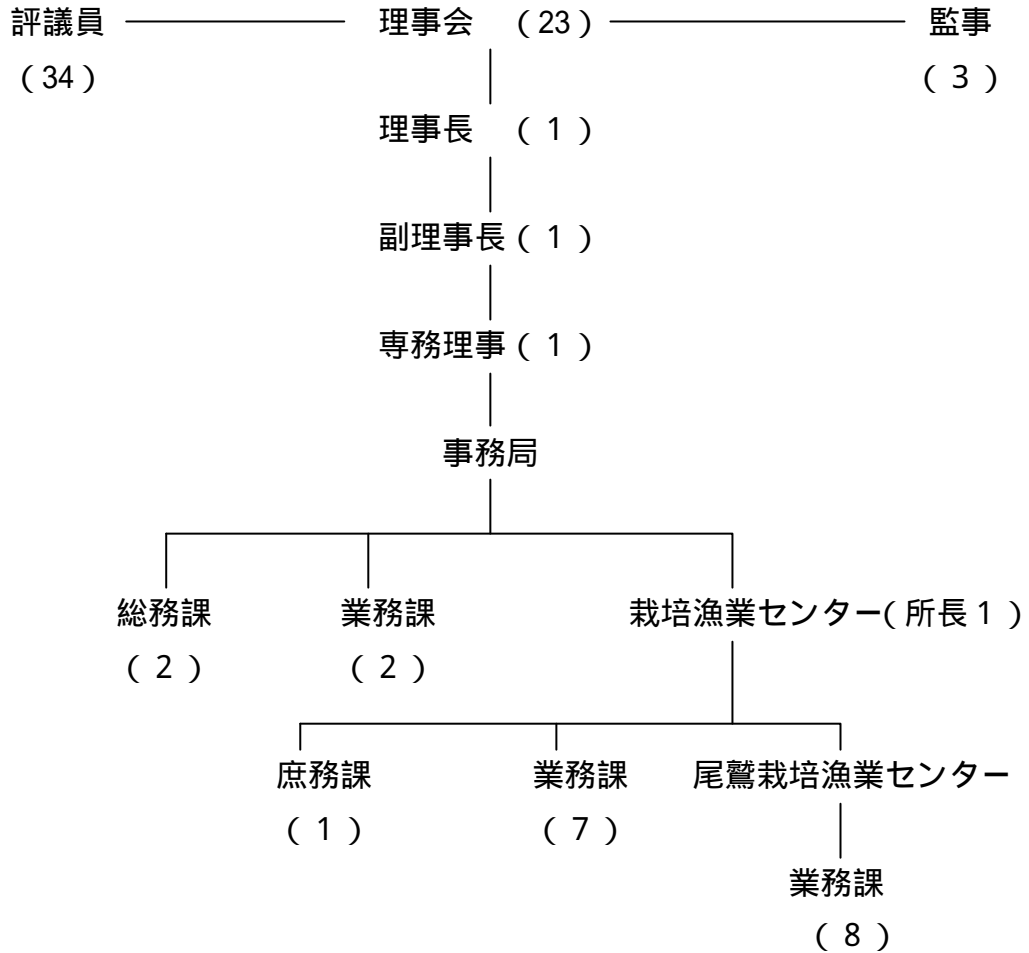 評議員 理事会 (23) 監事
(34) (3)
理事長 (1)
副理事長 (1)
専務理事 (1)
事務局
総務課 業務課 栽培漁業センター(所長1)
(2) (2)
庶務課 業務課 尾鷲栽培漁業センター
(1) (7)
業務課
(8)